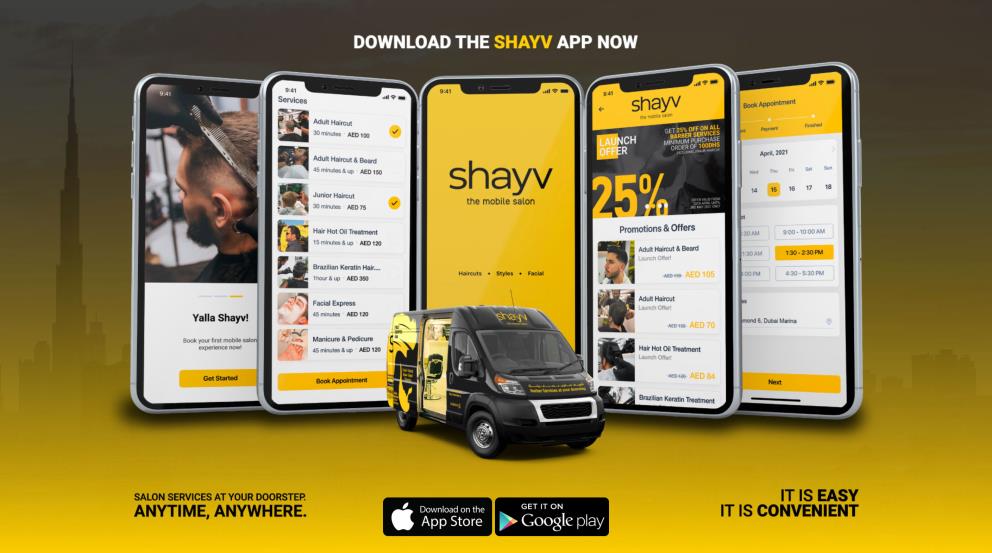 DOWNLOAD THE SHAYV APP NOW
9:41
Yalla Shayv!
Book your first mobile salon
experience now!
Get Started
9:41
Services
Adult Haircut
30 minutes · AED 100
Adult Haircut & Beard
45 minutes & up · AED 150
Junior Haircut
30 minutes · AED 75
Hair Hot Oil Treatment
15 minutes & up · AED 120
Brazilian Keratin Hair...
1hour & up · AED 350
Facial Express
45 minutes · AED 120
Manicure & Pedicure
45 minutes & up · AED 120
Book Appointment
9:41
shayv
the mobile salon
Haircuts • Styles • Facial
shayv
9:41
shayv
the mobile salon
LAUNCH
OFFER
GET 25% OFF ON ALL
BARBER SERVICES
MINIMUM PURCHASE
ORDER OF 100DHS
25%
Promotions & Offers
Adult Haircut & Beard
Launch Offer!
AED 105
Adult Haircut
Launch Offer!
AED 70
Hair Hot Oil Treatment
Launch Offer!
AED 84
Brazilian Keratin Treatment
Book Appointment
Payment Finished
April, 2021
Wed Thu Fri Sat Sun
14 15 16 17 18
9:00 - 10:00 AM
1:30 - 2:30 PM
4:30 - 5:30 PM
6, Dubai Marina
Next
SALON SERVICES AT YOUR DOORSTEP.
ANYTIME, ANYWHERE.
Download on the
App Store
GET IT ON
Google play
IT IS EASY
IT IS CONVENIENT